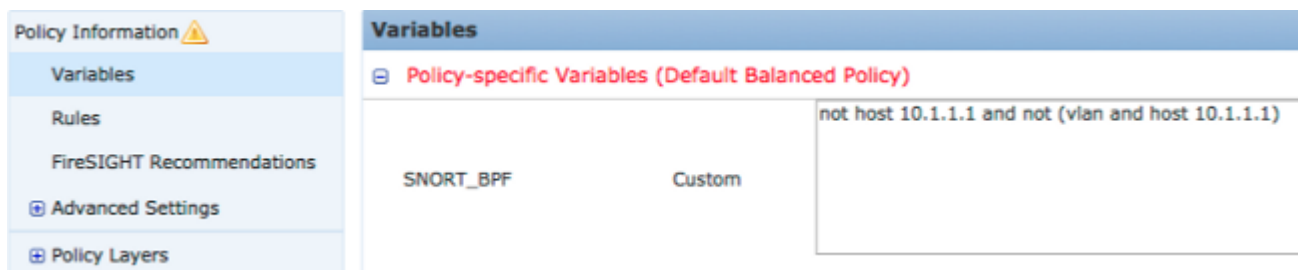 Policy Information
Variables
Rules
FireSIGHT Recommendations
Advanced Settings
Policy Layers
Variables
Policy-specific Variables (Default Balanced Policy)
SNORT_BPF Custom
not host 10.1.1.1 and not (vlan and host 10.1.1.1)